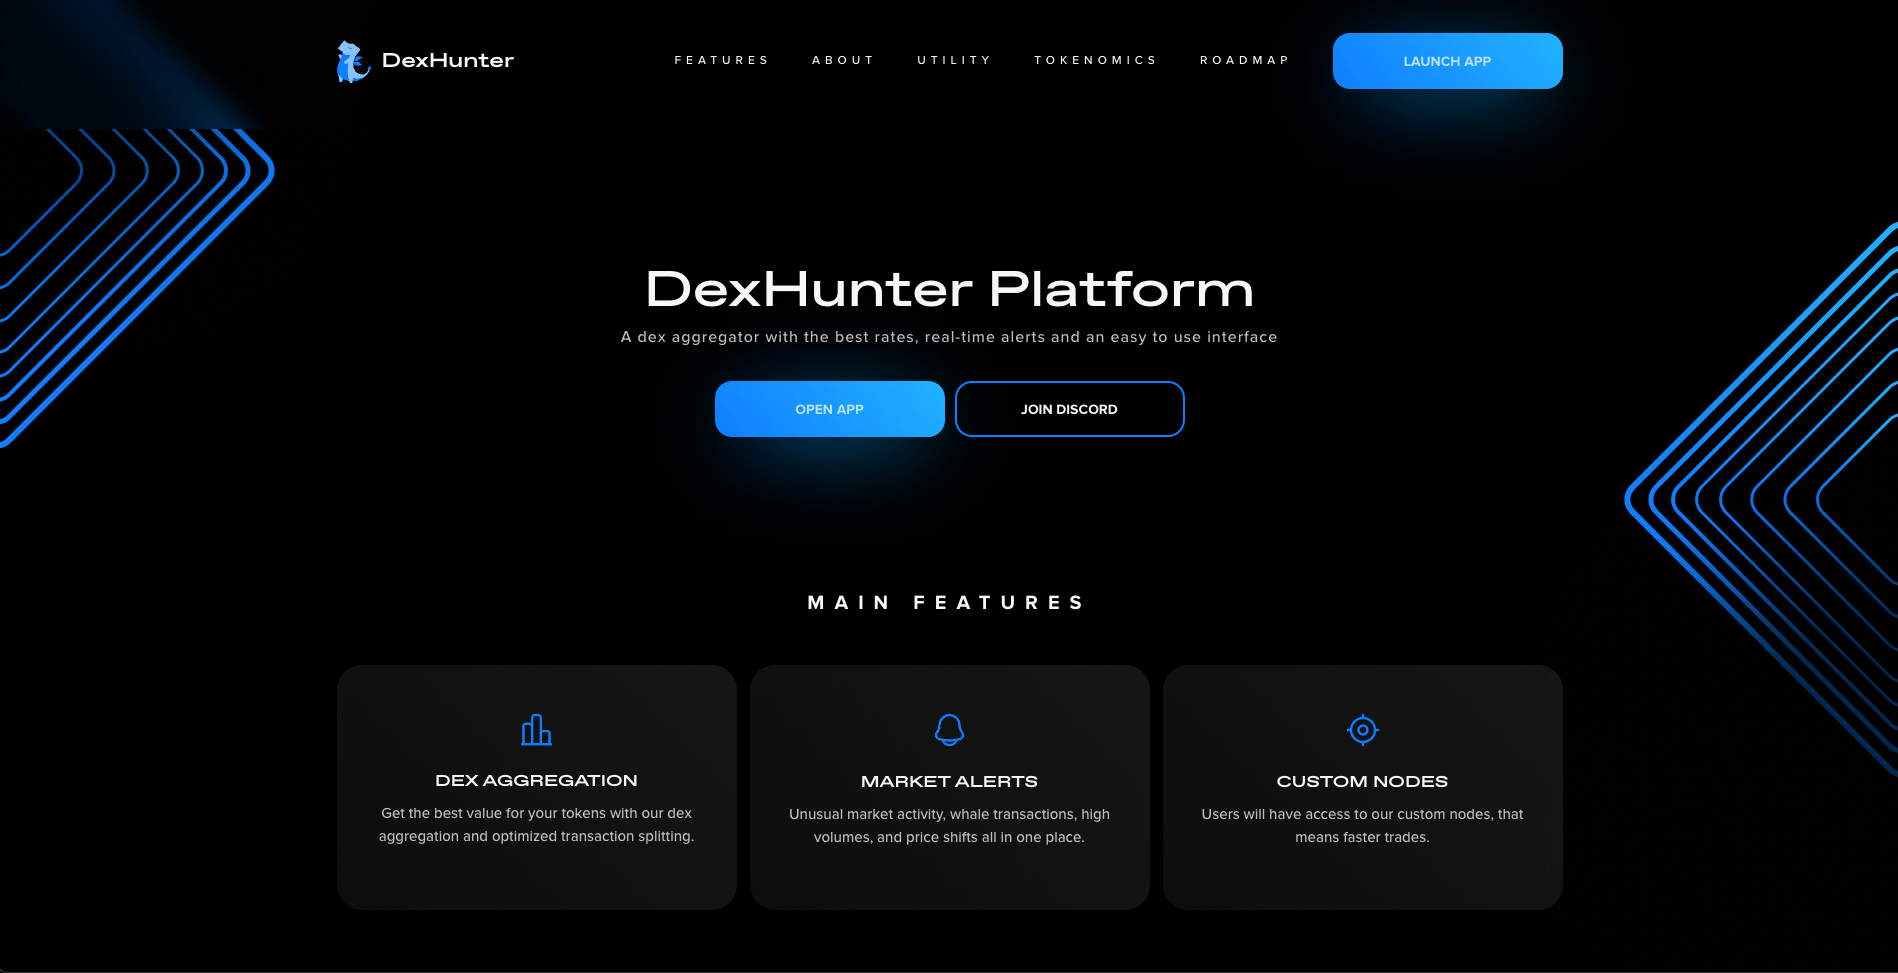 DexHunter
FEATURES
ABOUT
UTILITY
TOKENOMICS
ROADMAP
LAUNCH APP
DexHunter Platform
A dex aggregator with the best rates, real-time alerts and an easy to use interface
OPEN APP
JOIN DISCORD
MAIN FEATURES
DEX AGGREGATION
Get the best value for your tokens with our dex
aggregation and optimized transaction splitting.
MARKET ALERTS
Unusual market activity, whale transactions, high
volumes, and price shifts all in one place.
CUSTOM NODES
Users will have access to our custom nodes, that
means faster trades.